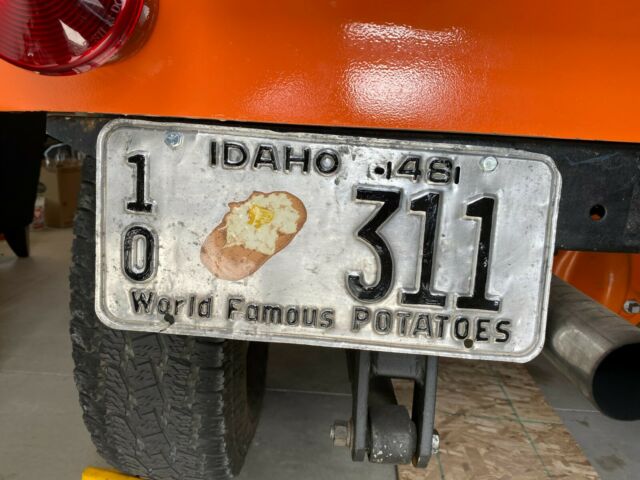 IDAHO 48
10 311
World Famous POTATOES